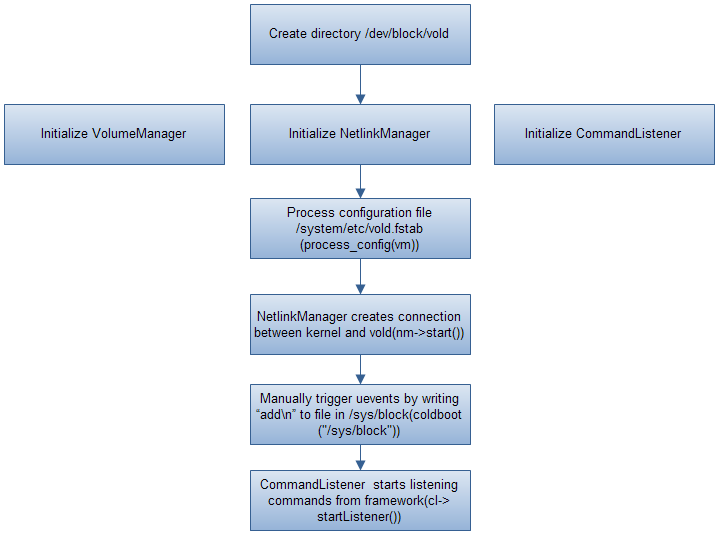 Create directory /dev/block/vold
Initialize VolumeManager
Initialize NetlinkManager
Initialize CommandListener
Process configuration file
/system/etc/vold.fstab
(process_config(vm))
NetlinkManager creates connection
between kernel and vold(nm->start())
Manually trigger uevents by writing
“add\n” to file in /sys/block(coldboot
("/sys/block"))
CommandListener  starts listening
commands from framework(cl->
startListener())